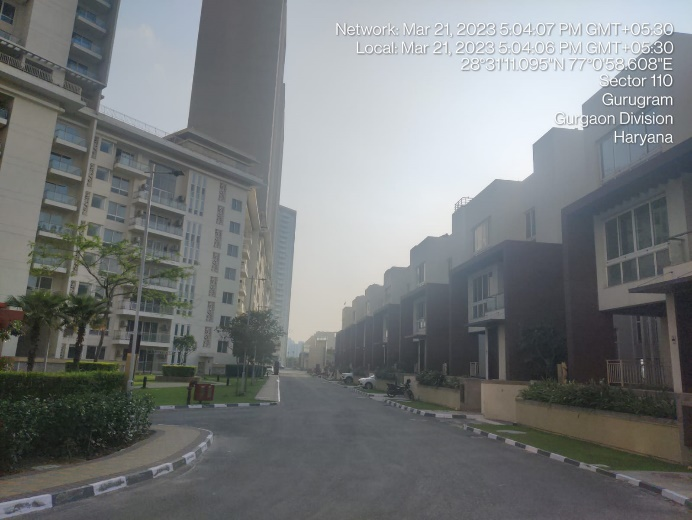 Network: Mar 21, 2023 5:04:07 PM GMT+05:30
Local: Mar 21, 2023 5:04:06 PM GMT+05:30
28°31'11.095"N 77°0'58.608"E
Sector 110
Gurugram
Gurgaon Division
Haryana